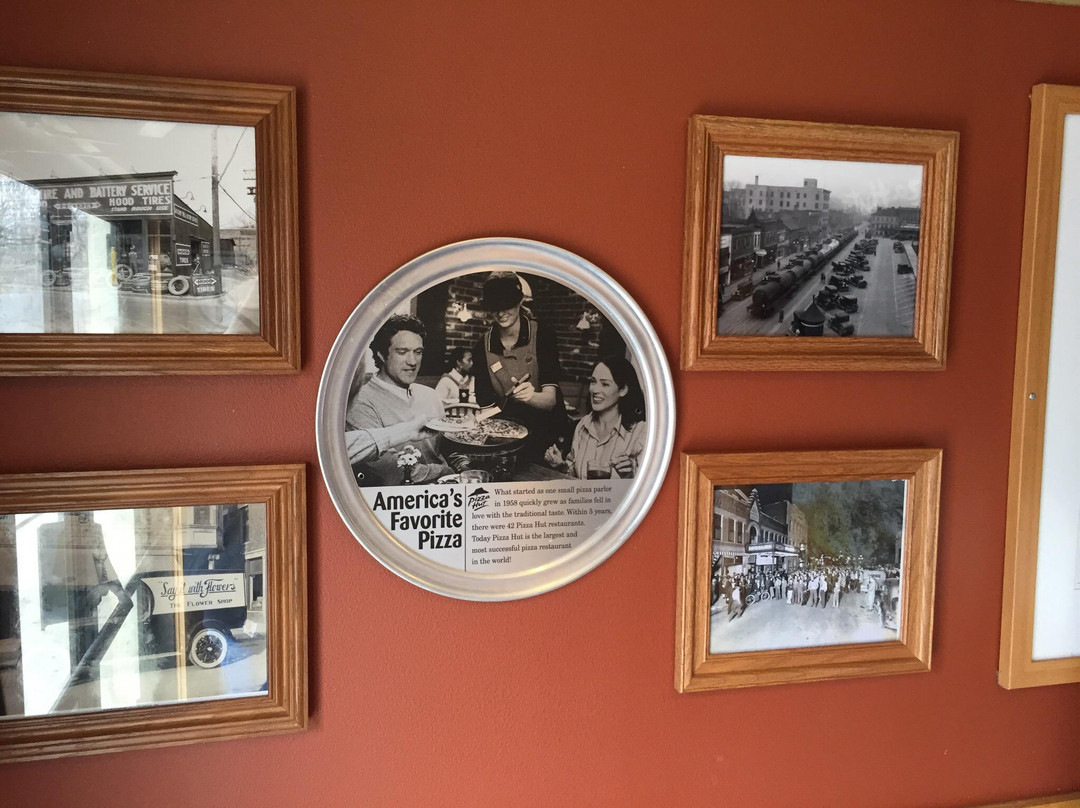 IRE AND BATTERY SERVICE
HOOD TIRES
HOOD
TIRES
America's
Favorite
Pizza
Pizza
Hut
What started as one small pizza parlor
in 1958 quickly grew as families fell in
love with the traditional taste. Within 5 years,
there were 42 Pizza Hut restaurants.
Today Pizza Hut is the largest and
most successful pizza restaurant
in the world!
Say it with Flowers
THE FLOWER SHOP